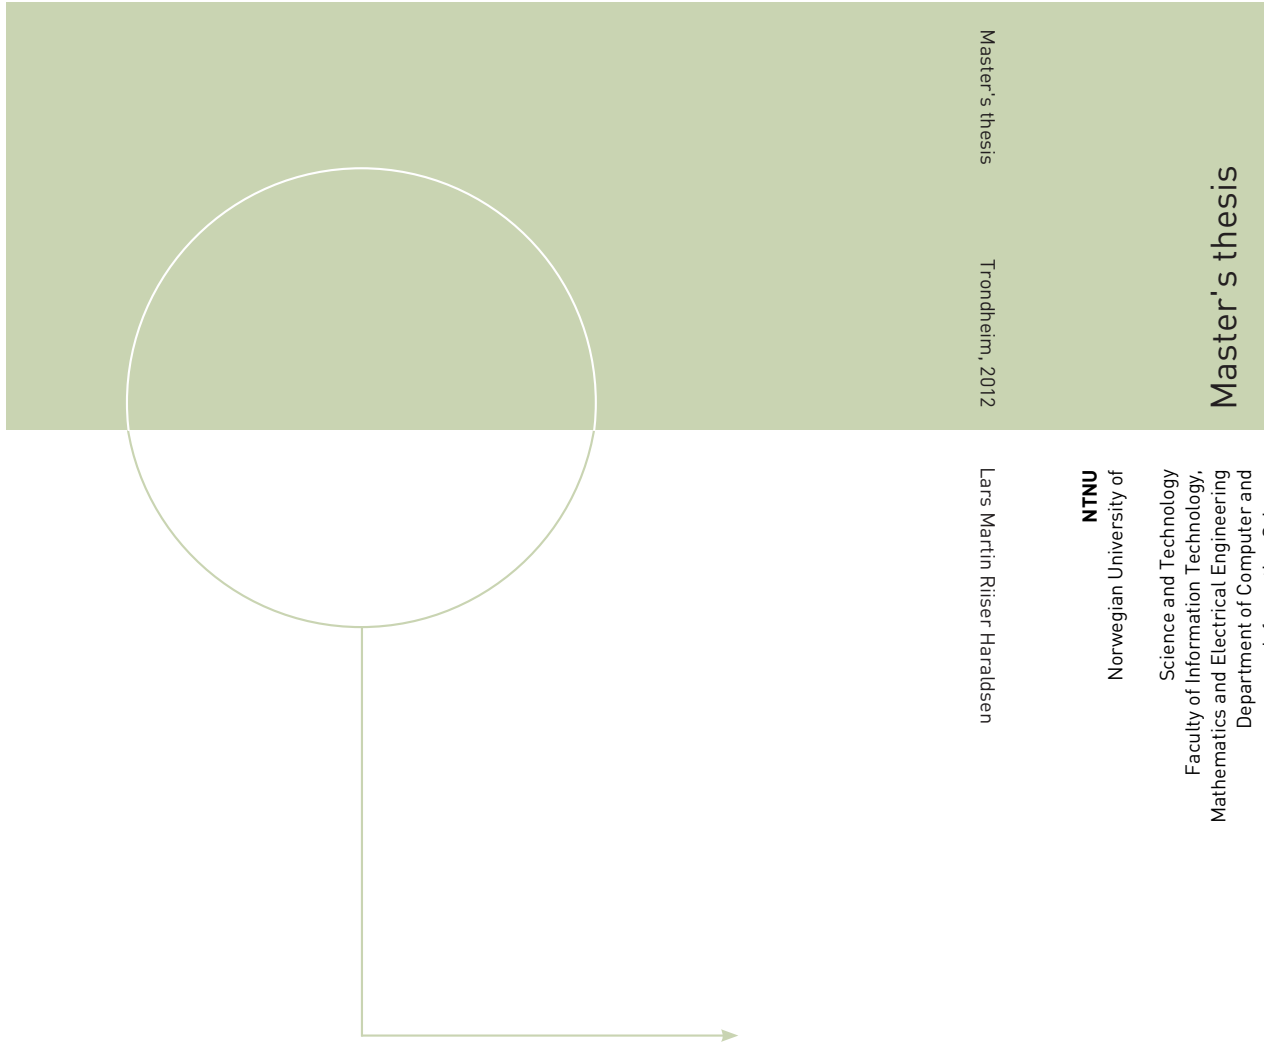 Master's thesis
Trondheim, 2012
Lars Martin Riiser Haraldsen
Master's thesis
NTNU
Norwegian University of
Science and Technology
Faculty of Information Technology,
Mathematics and Electrical Engineering
Department of Computer and